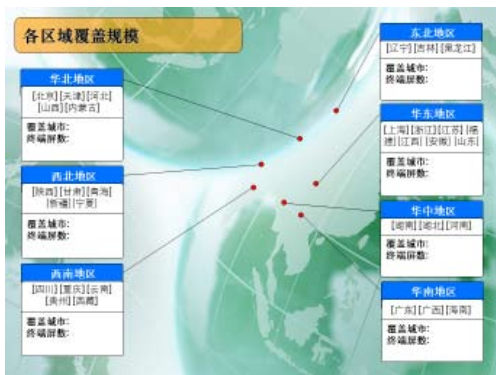 各区域覆盖规模
华北地区
[北京][天津][河北]
[山西][内蒙古]
覆盖城市:
终端屏数:
西北地区
[陕西][甘肃][青海]
[新疆][宁夏]
覆盖城市:
终端屏数:
西南地区
[四川][重庆][云南]
[贵州][西藏]
覆盖城市:
终端屏数:
东北地区
[辽宁][吉林][黑龙江]
覆盖城市:
终端屏数:
华东地区
[上海][浙江][江苏][福
建][江西][安徽][山东]
覆盖城市:
终端屏数:
华中地区
[湖南][湖北][河南]
覆盖城市:
终端屏数:
华南地区
[广东][广西][海南]
覆盖城市:
终端屏数: